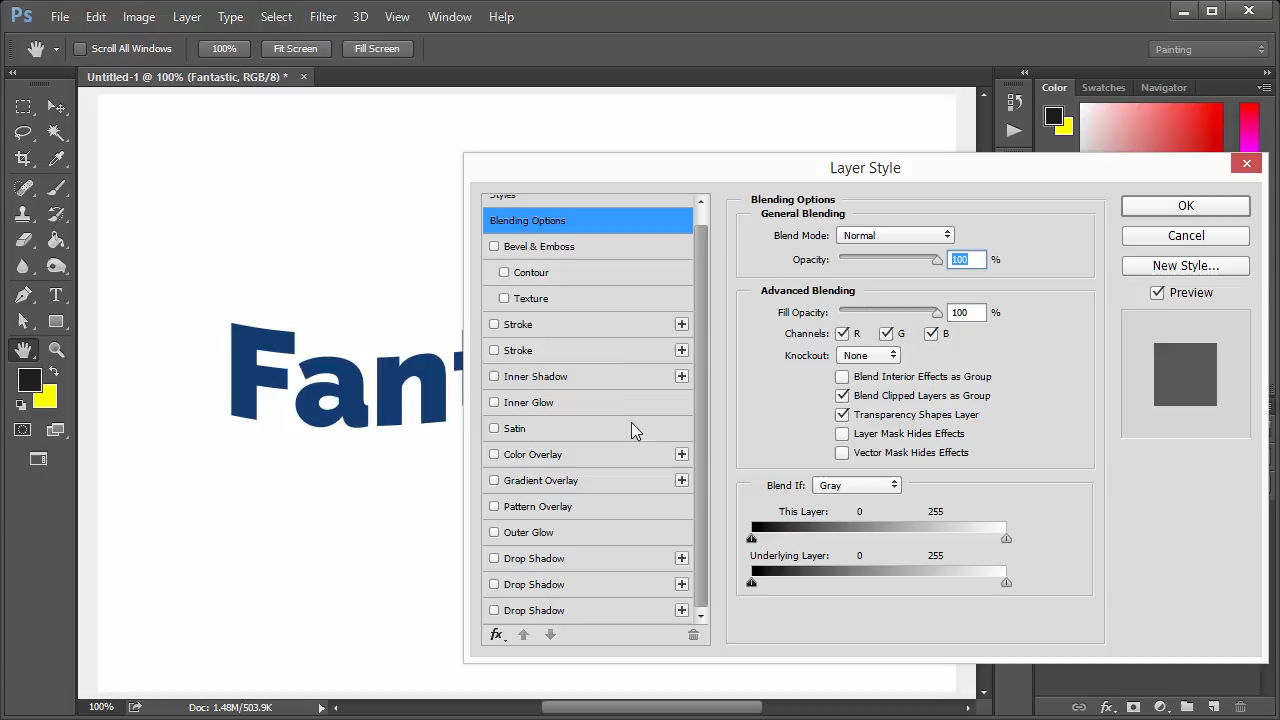 Ps File Edit Image Layer Type Select Filter 3D View Window Help
Scroll All Windows 100% Fit Screen Fill Screen Painting
Untitled-1 @ 100% (Fantastic, RGB/8) *
Color Swatches Navigator
Layer Style
Styles
Blending Options
Bevel & Emboss
Contour
Texture
Stroke
Stroke
Inner Shadow
Inner Glow
Satin
Color Overlay
Gradient Overlay
Pattern Overlay
Outer Glow
Drop Shadow
Drop Shadow
Drop Shadow
fx
Blending Options
General Blending
Blend Mode: Normal
Opacity: 100 %
Advanced Blending
Fill Opacity: 100 %
Channels: R G B
Knockout: None
Blend Interior Effects as Group
Blend Clipped Layers as Group
Transparency Shapes Layer
Layer Mask Hides Effects
Vector Mask Hides Effects
Blend If: Gray
This Layer: 0 255
Underlying Layer: 0 255
OK
Cancel
New Style...
Preview
Fant
100% Doc: 1.48M/503.9K
fx